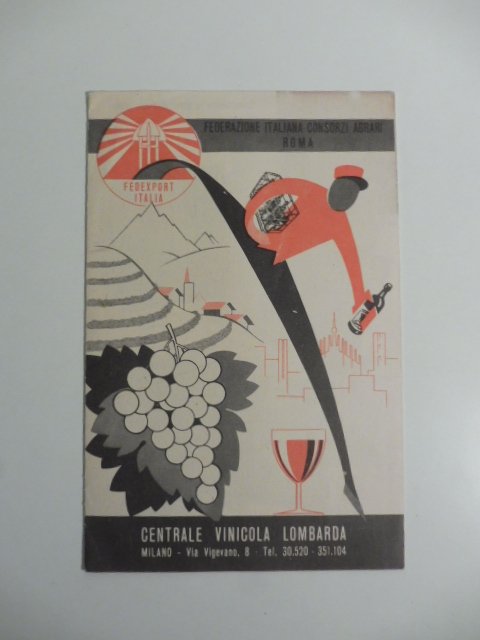 FEDERAZIONE ITALIANA CONSORZI AGRARI
ROMA
FEDEXPORT
ITALIA
CENTRALE VINICOLA LOMBARDA
MILANO - Via Vigevano, 8 - Tel. 30.520 - 351.104